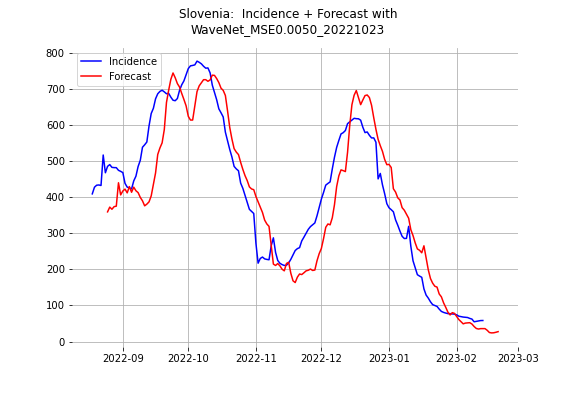 Slovenia:  Incidence + Forecast with
WaveNet_MSE0.0050_20221023
Incidence
Forecast
800
700
600
500
400
300
200
100
0
2022-09 2022-10 2022-11 2022-12 2023-01 2023-02 2023-03